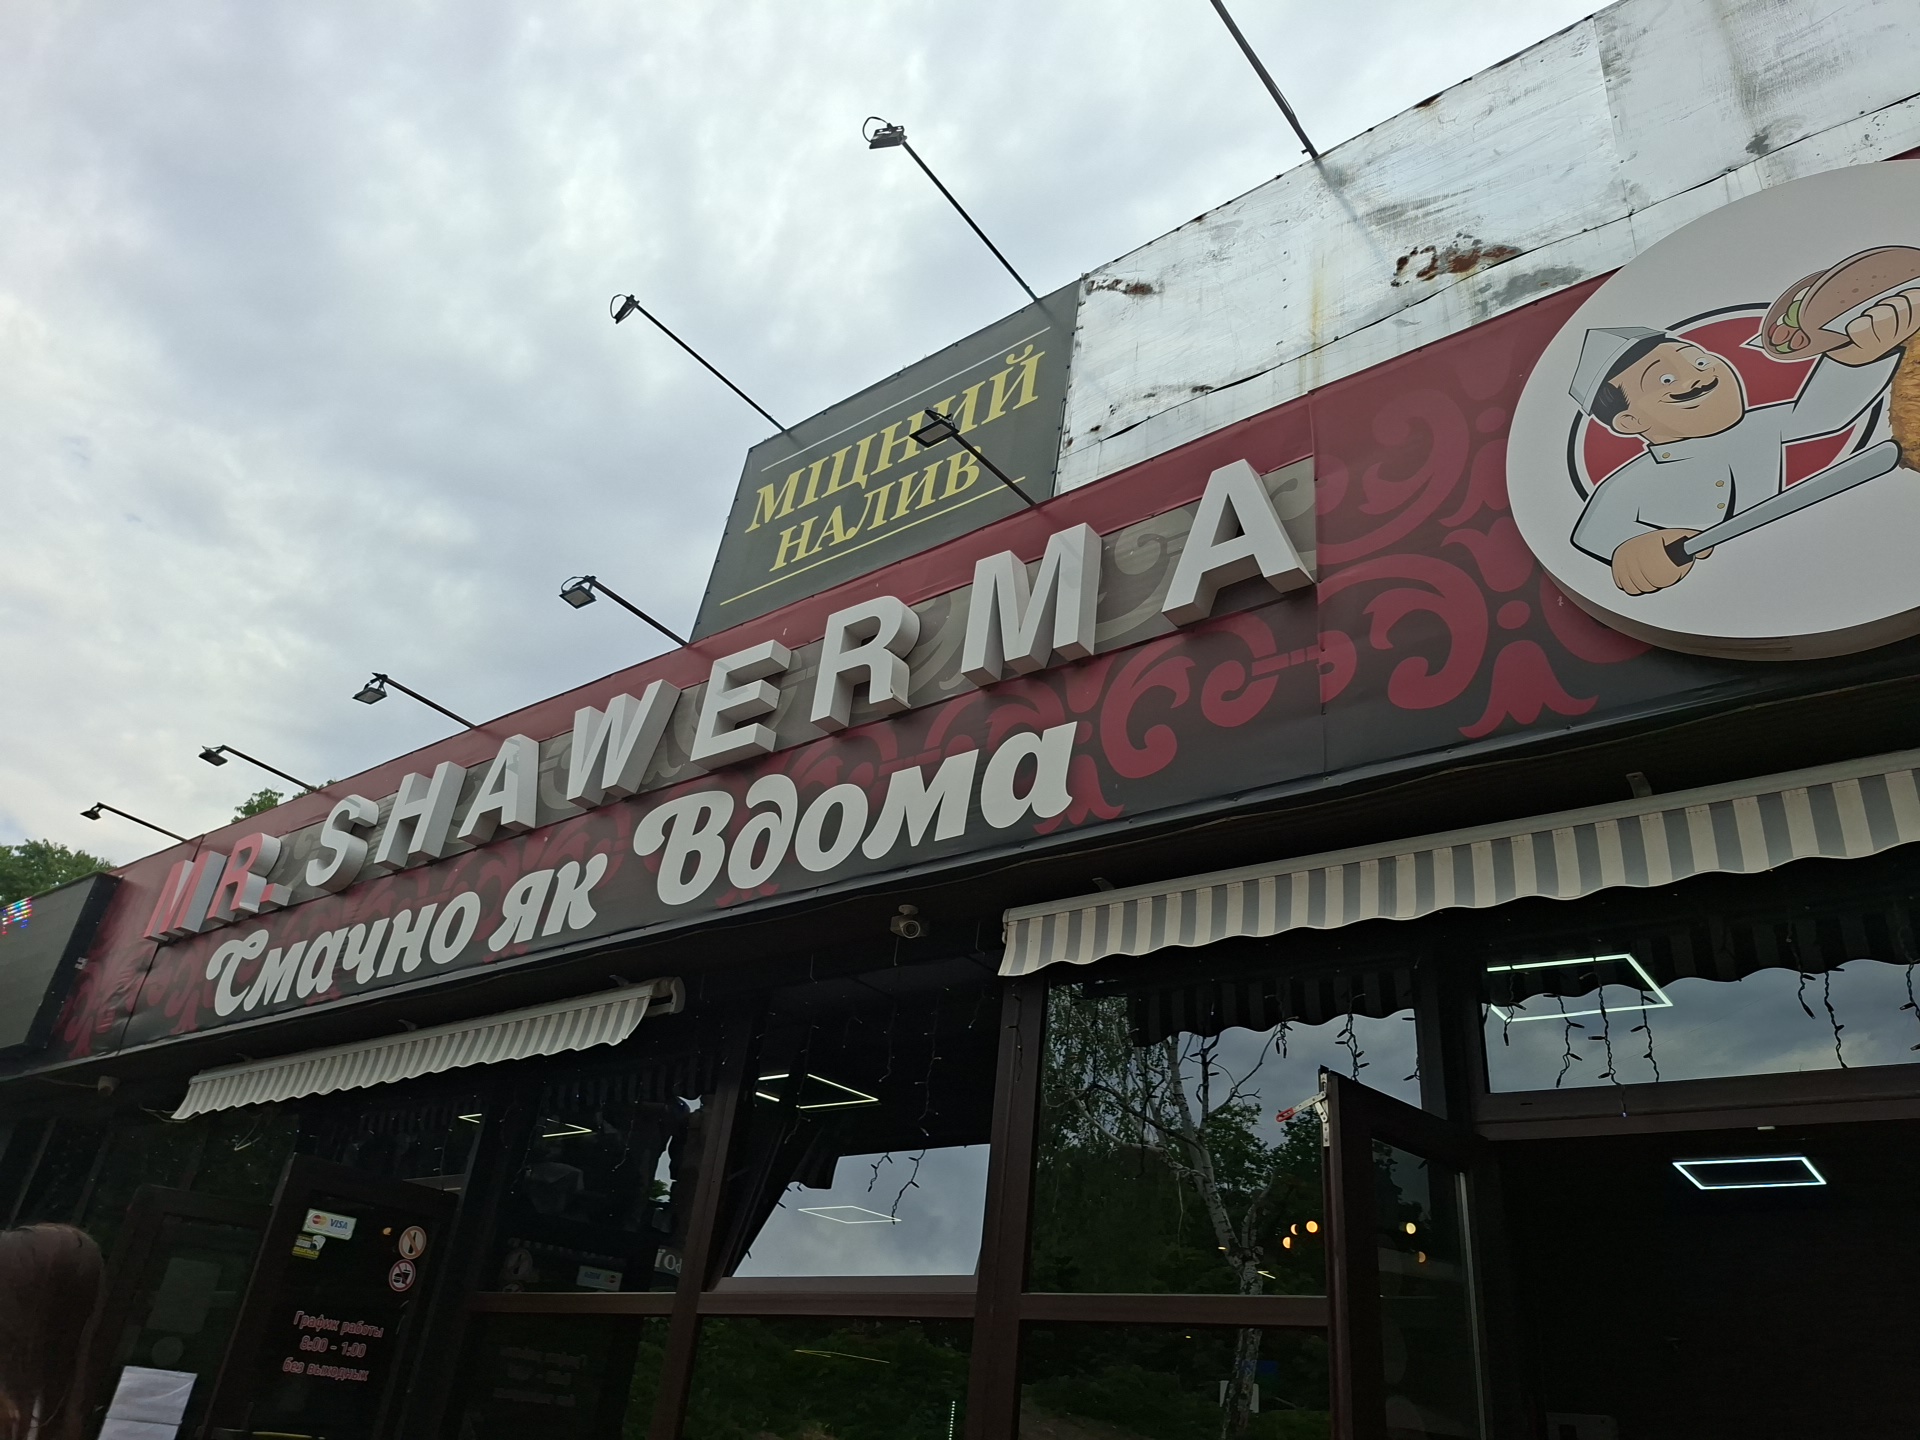 МІЦНИЙ
НАЛИВ
MR. SHAWERMA
Смачно як Вдома
VISA
График работы
8:00 - 1:00
без выходных